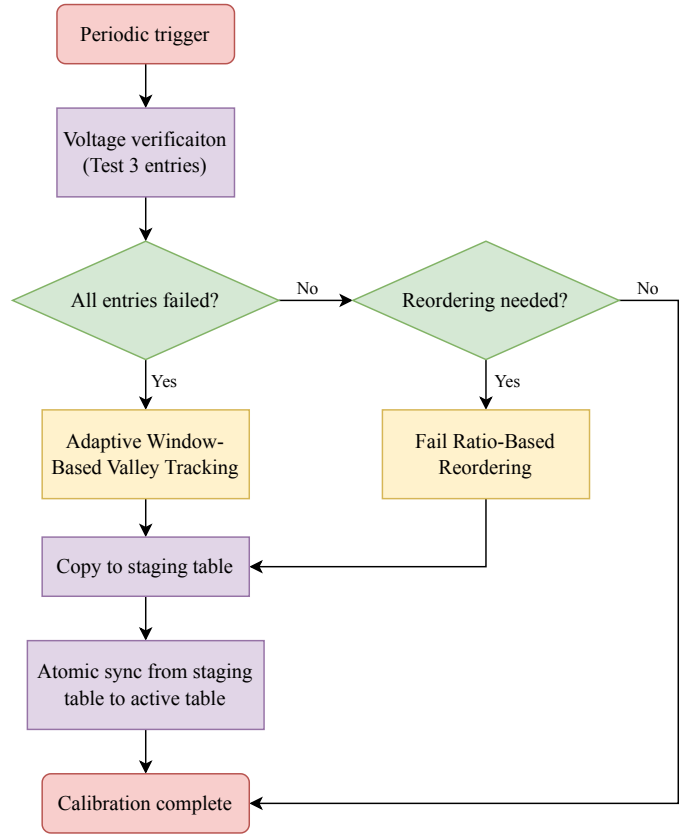 Periodic trigger
Voltage verificaiton
(Test 3 entries)
All entries failed?
No
Reordering needed?
No
Yes
Yes
Adaptive Window-
Based Valley Tracking
Fail Ratio-Based
Reordering
Copy to staging table
Atomic sync from staging
table to active table
Calibration complete